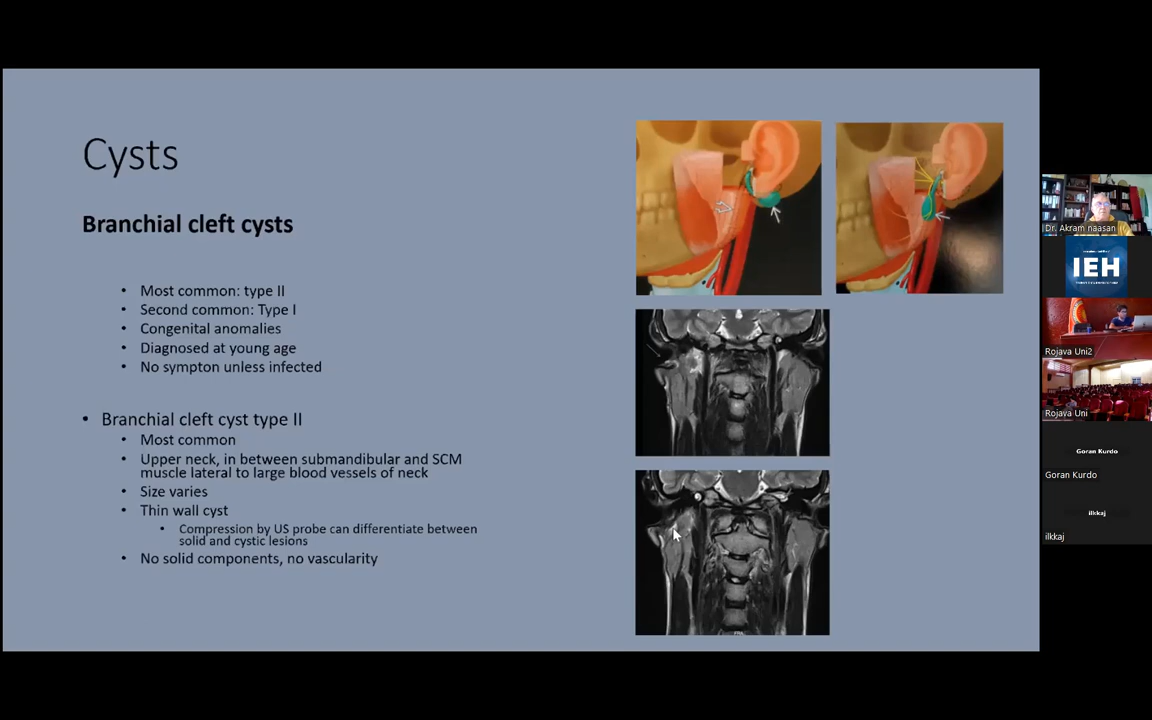 Cysts
Branchial cleft cysts
• Most common: type II
• Second common: Type I
• Congenital anomalies
• Diagnosed at young age
• No sympton unless infected
• Branchial cleft cyst type II
• Most common
• Upper neck, in between submandibular and SCM
muscle lateral to large blood vessels of neck
• Size varies
• Thin wall cyst
• Compression by US probe can differentiate between
solid and cystic lesions
• No solid components, no vascularity
Dr. Akram naasan
IEH
Rojava Uni2
Rojava Uni
Goran Kurdo
Goran Kurdo
ilkkaj
ilkkaj